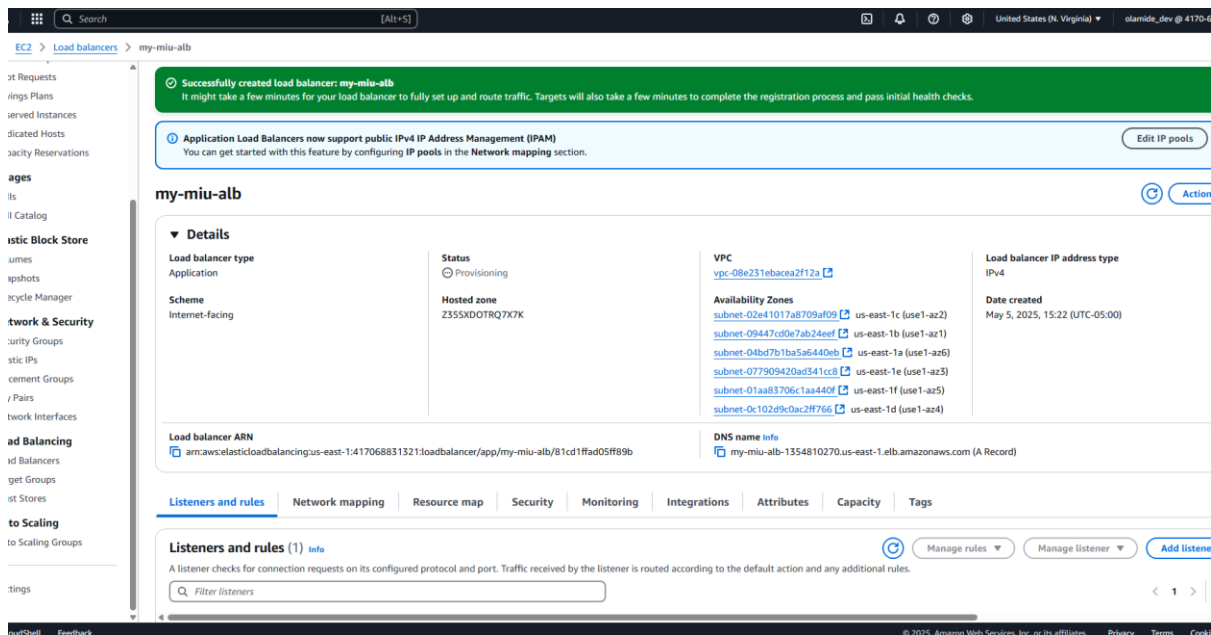 Search [Alt+S] United States (N. Virginia) olamide_dev @ 4170-6
EC2 > Load balancers > my-miu-alb
ot Requests
vings Plans
served Instances
dicated Hosts
pacity Reservations
ages
Is
I Catalog
astic Block Store
umes
apshots
ecycle Manager
etwork & Security
curity Groups
stic IPs
cement Groups
y Pairs
twork Interfaces
ad Balancing
ad Balancers
get Groups
ust Stores
to Scaling
to Scaling Groups
tings
Successfully created load balancer: my-miu-alb
It might take a few minutes for your load balancer to fully set up and route traffic. Targets will also take a few minutes to complete the registration process and pass initial health checks.
Application Load Balancers now support public IPv4 IP Address Management (IPAM)
You can get started with this feature by configuring IP pools in the Network mapping section.
Edit IP pools
my-miu-alb
Action
Details
Load balancer type
Application
Status
Provisioning
VPC
vpc-08e231ebacea2f12a
Load balancer IP address type
IPv4
Scheme
Internet-facing
Hosted zone
Z35SXDOTRQ7X7K
Availability Zones
subnet-02e41017a8709af09 us-east-1c (use1-az2)
subnet-09447cd0e7ab24eef us-east-1b (use1-az1)
subnet-04bd7b1ba5a6440eb us-east-1a (use1-az6)
subnet-077909420ad341cc8 us-east-1e (use1-az3)
subnet-01aa83706c1aa440f us-east-1f (use1-az5)
subnet-0c102d9c0ac2ff766 us-east-1d (use1-az4)
Date created
May 5, 2025, 15:22 (UTC-05:00)
Load balancer ARN
arn:aws:elasticloadbalancing:us-east-1:417068831321:loadbalancer/app/my-miu-alb/81cd1ffad05ff89b
DNS name Info
my-miu-alb-1354810270.us-east-1.elb.amazonaws.com (A Record)
Listeners and rules Network mapping Resource map Security Monitoring Integrations Attributes Capacity Tags
Listeners and rules (1) Info
Manage rules Manage listener Add listene
A listener checks for connection requests on its configured protocol and port. Traffic received by the listener is routed according to the default action and any additional rules.
Filter listeners
1
oudShell Feedback © 2025, Amazon Web Services, Inc. or its affiliates. Privacy Terms Cooki